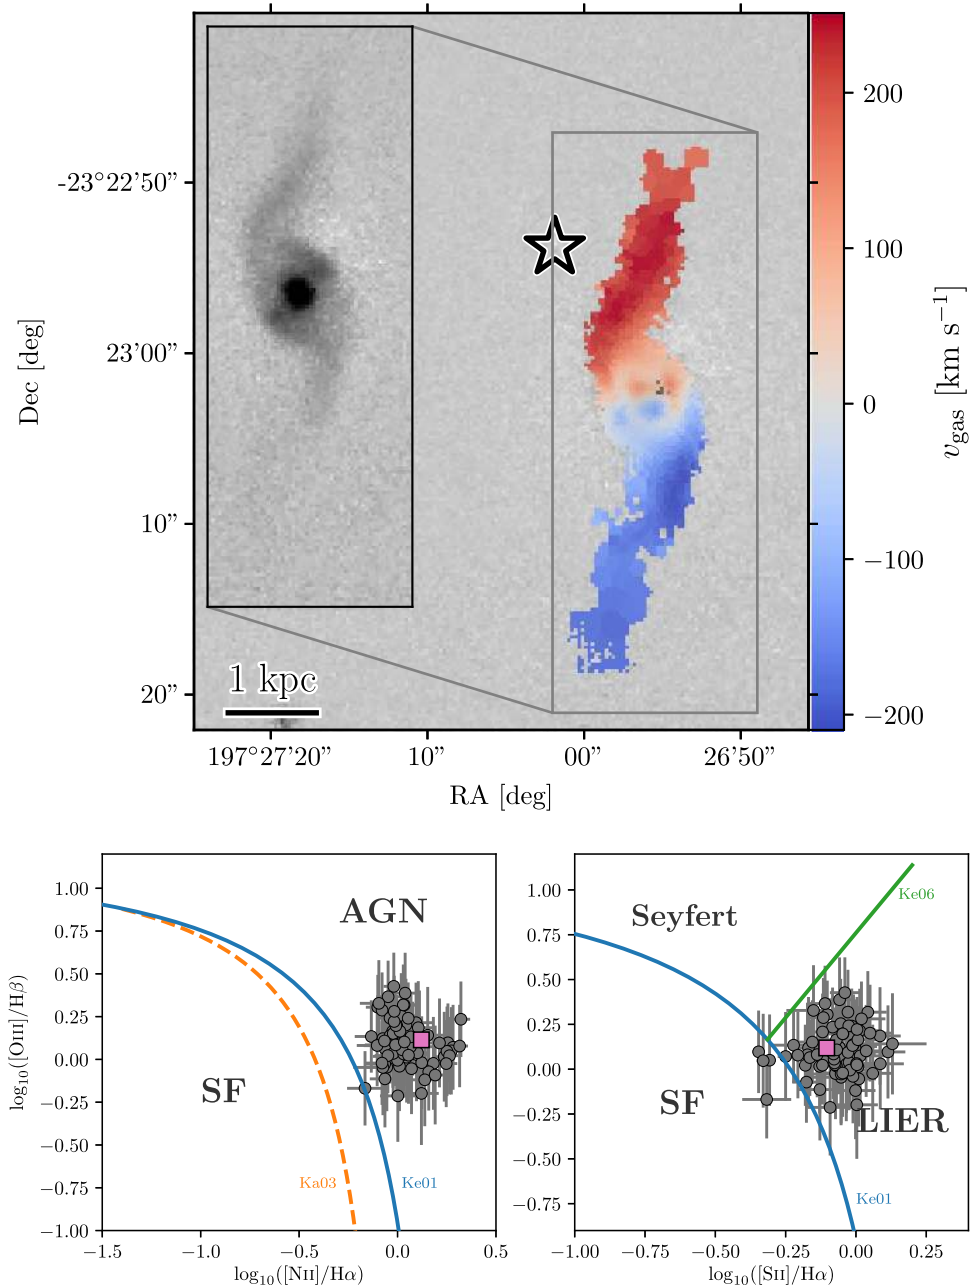 -23°22'50"
23'00"
10"
20"
Dec [deg]
1 kpc
197°27'20"
10"
00"
26'50"
RA [deg]
200
100
0
−100
−200
v_gas [km s⁻¹]
1.00
0.75
0.50
0.25
0.00
−0.25
−0.50
−0.75
−1.00
log₁₀([OIII]/Hβ)
AGN
SF
Ka03
Ke01
−1.5
−1.0
−0.5
0.0
0.5
log₁₀([NII]/Hα)
1.00
0.75
0.50
0.25
0.00
−0.25
−0.50
−0.75
Seyfert
Ke06
SF
LIER
Ke01
−1.00
−0.75
−0.50
−0.25
0.00
0.25
log₁₀([SII]/Hα)